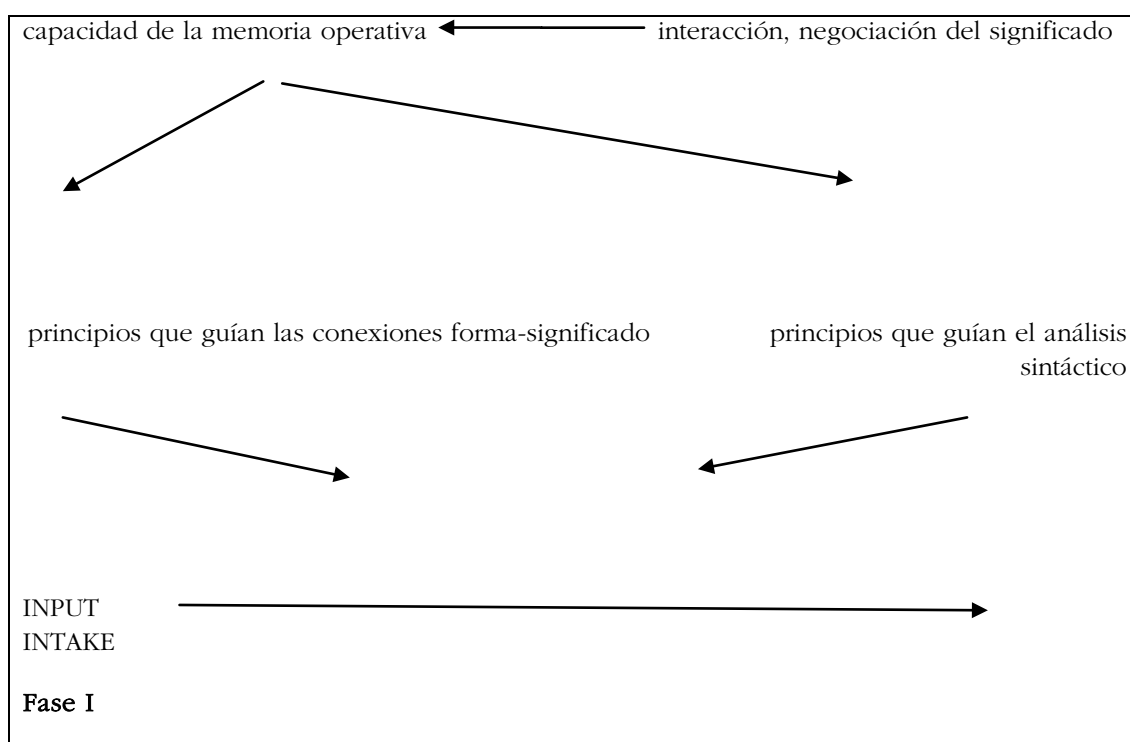 capacidad de la memoria operativa interacción, negociación del significado
principios que guían las conexiones forma-significado principios que guían el análisis
sintáctico
INPUT
INTAKE
Fase I